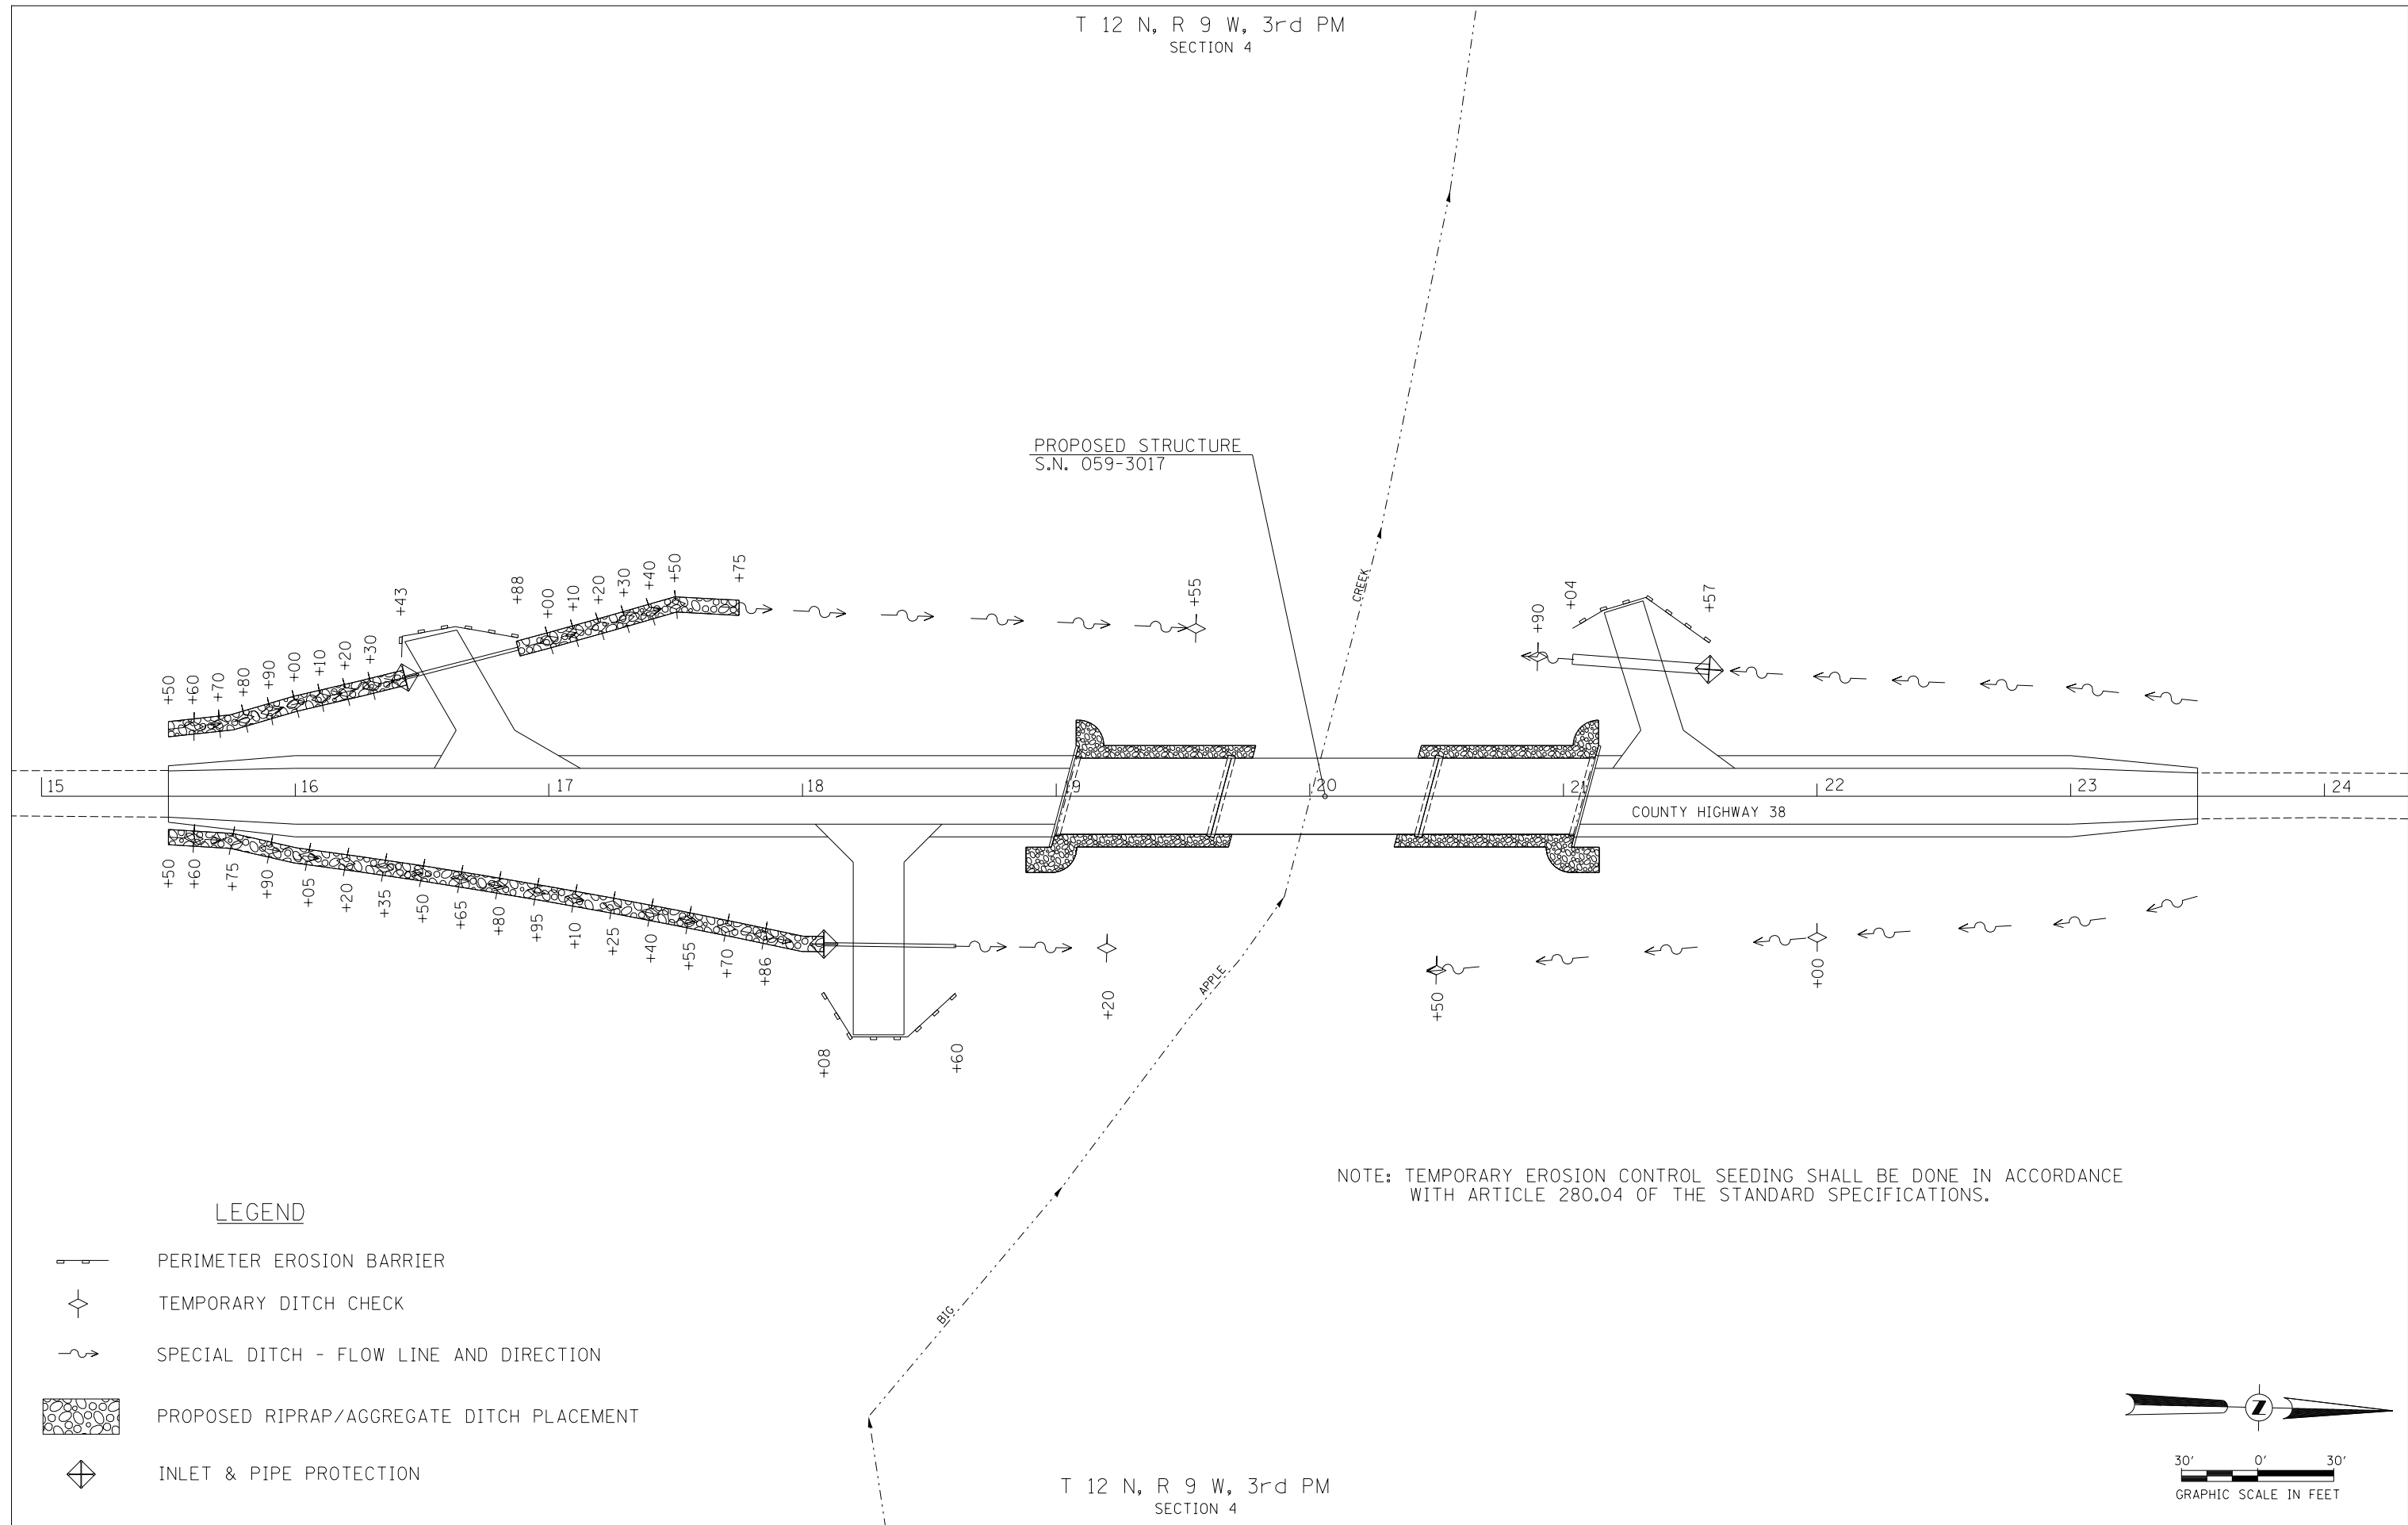 T 12 N, R 9 W, 3rd PM
SECTION 4
PROPOSED STRUCTURE
S.N. 059-3017
CREEK
+43
+88
+00
+10
+20
+30
+40
+50
+75
+55
+90
+04
+57
+50
+60
+70
+80
+90
+00
+10
+20
+30
15
16
17
18
19
20
21
22
23
24
COUNTY HIGHWAY 38
+50
+60
+75
+90
+05
+20
+35
+50
+65
+80
+95
+10
+25
+40
+55
+70
+86
+08
+60
+20
+50
+00
APPLE
BIG
NOTE: TEMPORARY EROSION CONTROL SEEDING SHALL BE DONE IN ACCORDANCE
WITH ARTICLE 280.04 OF THE STANDARD SPECIFICATIONS.
LEGEND
PERIMETER EROSION BARRIER
TEMPORARY DITCH CHECK
SPECIAL DITCH - FLOW LINE AND DIRECTION
PROPOSED RIPRAP/AGGREGATE DITCH PLACEMENT
INLET & PIPE PROTECTION
T 12 N, R 9 W, 3rd PM
SECTION 4
Z
30' 0' 30'
GRAPHIC SCALE IN FEET